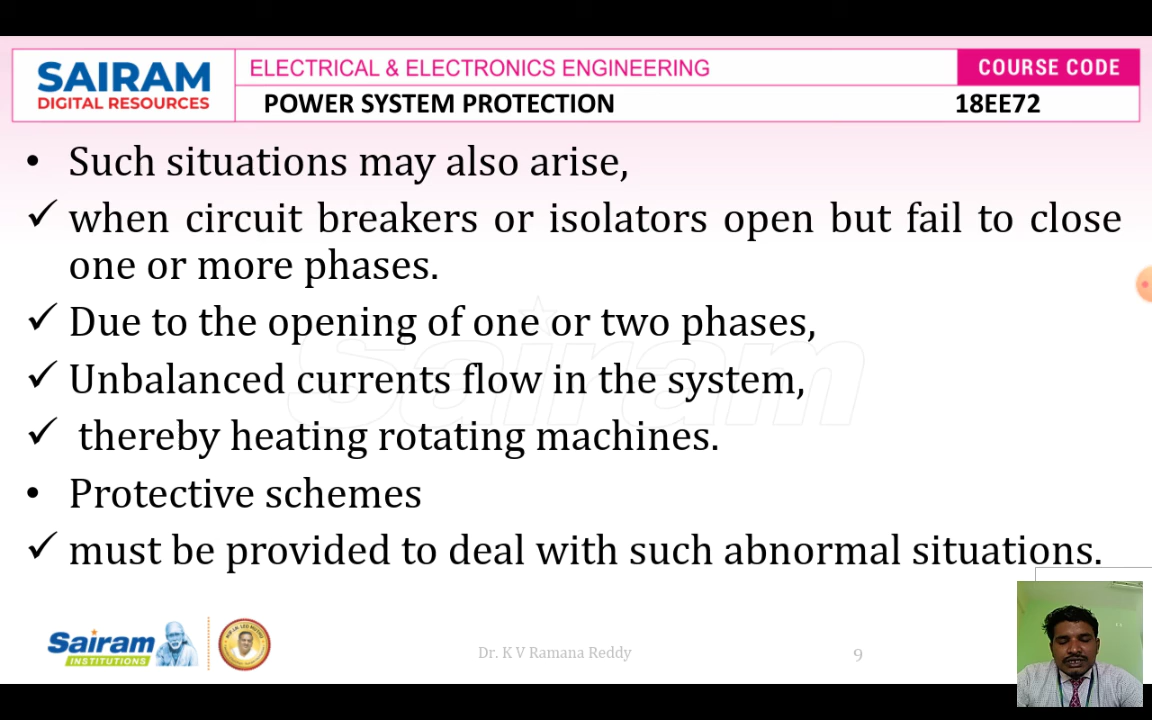 SAIRAM
DIGITAL RESOURCES
ELECTRICAL & ELECTRONICS ENGINEERING
COURSE CODE
POWER SYSTEM PROTECTION
18EE72
• Such situations may also arise,
✓ when circuit breakers or isolators open but fail to close
one or more phases.
✓ Due to the opening of one or two phases,
✓ Unbalanced currents flow in the system,
✓ thereby heating rotating machines.
• Protective schemes
✓ must be provided to deal with such abnormal situations.
Sairam
Sairam
INSTITUTIONS
Dr. K V Ramana Reddy
9